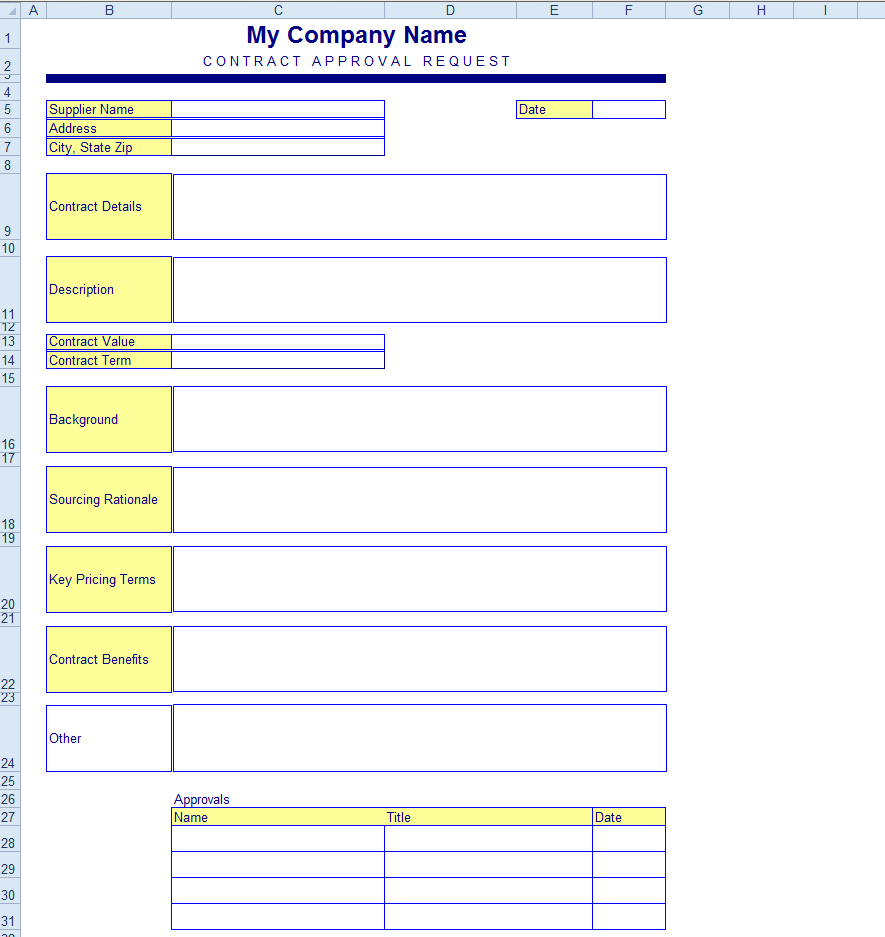 A B C D E F G H I
1 My Company Name
2 CONTRACT APPROVAL REQUEST
3
4
5 Supplier Name Date
6 Address
7 City, State Zip
8
9 Contract Details
10
11 Description
12
13 Contract Value
14 Contract Term
15
16 Background
17
18 Sourcing Rationale
19
20 Key Pricing Terms
21
22 Contract Benefits
23
24 Other
25
26 Approvals
27 Name Title Date
28
29
30
31